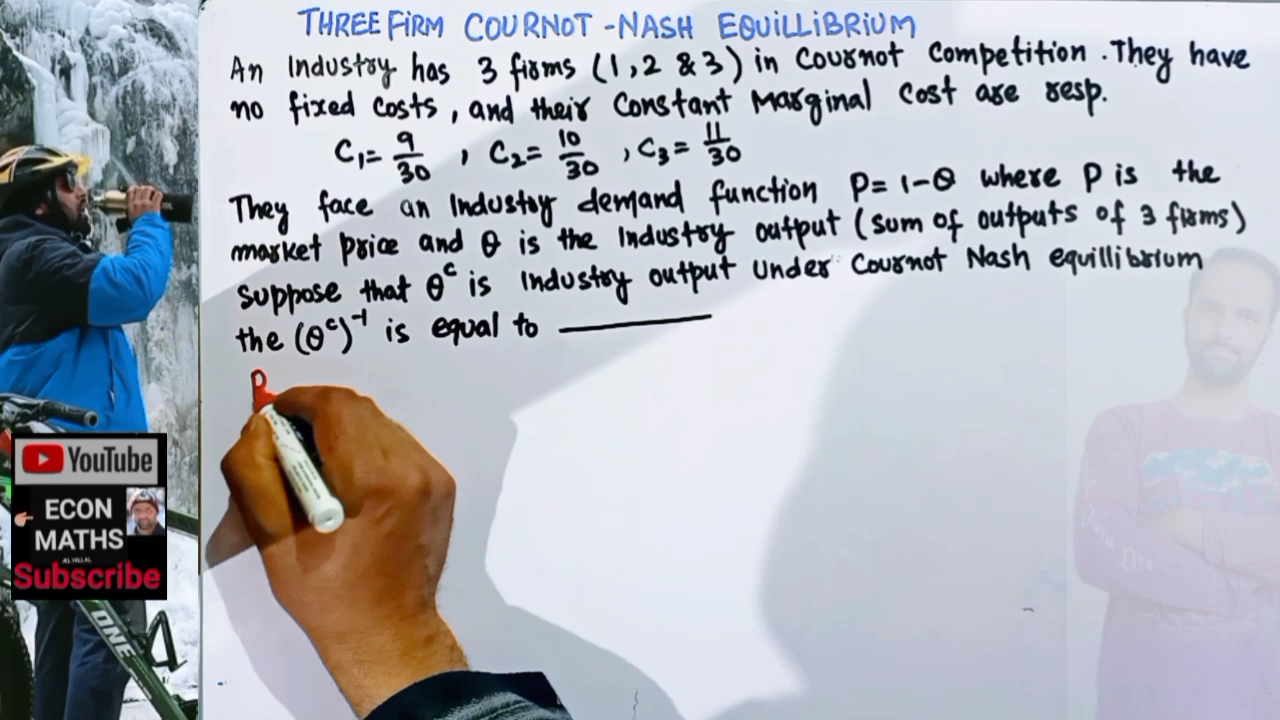 THREE FIRM COURNOT-NASH EQUILLIBRIUM
An Industry has 3 firms (1,2 & 3) in Cournot Competition. They have
no fixed costs, and their Constant Marginal Cost are resp.
C₁= 9/30 , C₂= 10/30 , C₃= 11/30
They face an Industry demand function P= 1-Q where P is the
market price and Q is the Industry output (sum of outputs of 3 firms)
Suppose that Qᶜ is Industry output Under Cournot Nash equillibrium
the (Qᶜ)⁻¹ is equal to ______
YouTube
ECON
MATHS
Subscribe
ONE